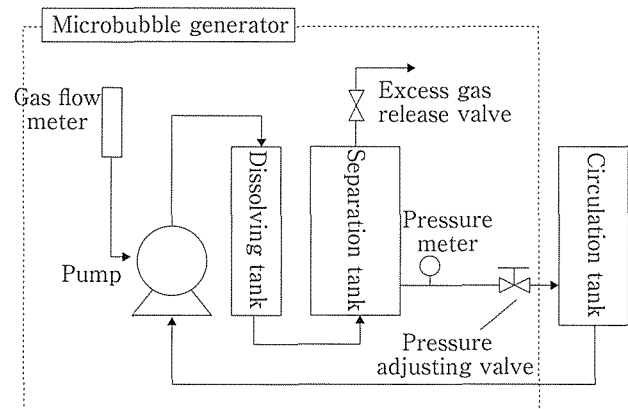 Microbubble generator
Gas flow
meter
Excess gas
release valve
Dissolving tank
Separation tank
Circulation tank
Pressure
meter
Pump
Pressure
adjusting valve